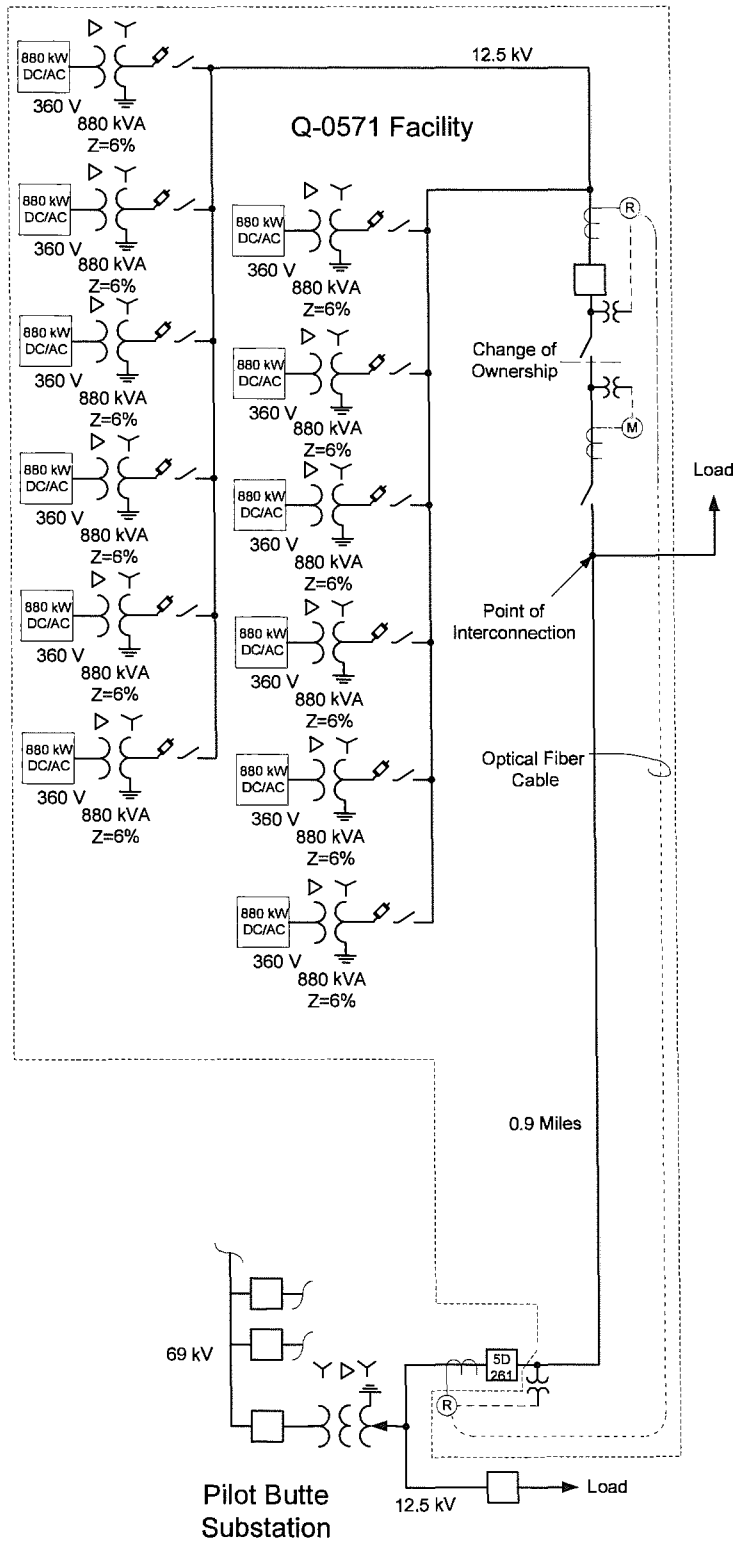 12.5 kV
Q-0571 Facility
880 kW
DC/AC
360 V
880 kVA
Z=6%
880 kW
DC/AC
360 V
880 kVA
Z=6%
880 kW
DC/AC
360 V
880 kVA
Z=6%
880 kW
DC/AC
360 V
880 kVA
Z=6%
880 kW
DC/AC
360 V
880 kVA
Z=6%
880 kW
DC/AC
360 V
880 kVA
Z=6%
880 kW
DC/AC
360 V
880 kVA
Z=6%
880 kW
DC/AC
360 V
880 kVA
Z=6%
880 kW
DC/AC
360 V
880 kVA
Z=6%
880 kW
DC/AC
360 V
880 kVA
Z=6%
880 kW
DC/AC
360 V
880 kVA
Z=6%
880 kW
DC/AC
360 V
880 kVA
Z=6%
R
Change of
Ownership
M
Load
Point of
Interconnection
Optical Fiber
Cable
0.9 Miles
69 kV
5D
261
R
Load
12.5 kV
Pilot Butte
Substation